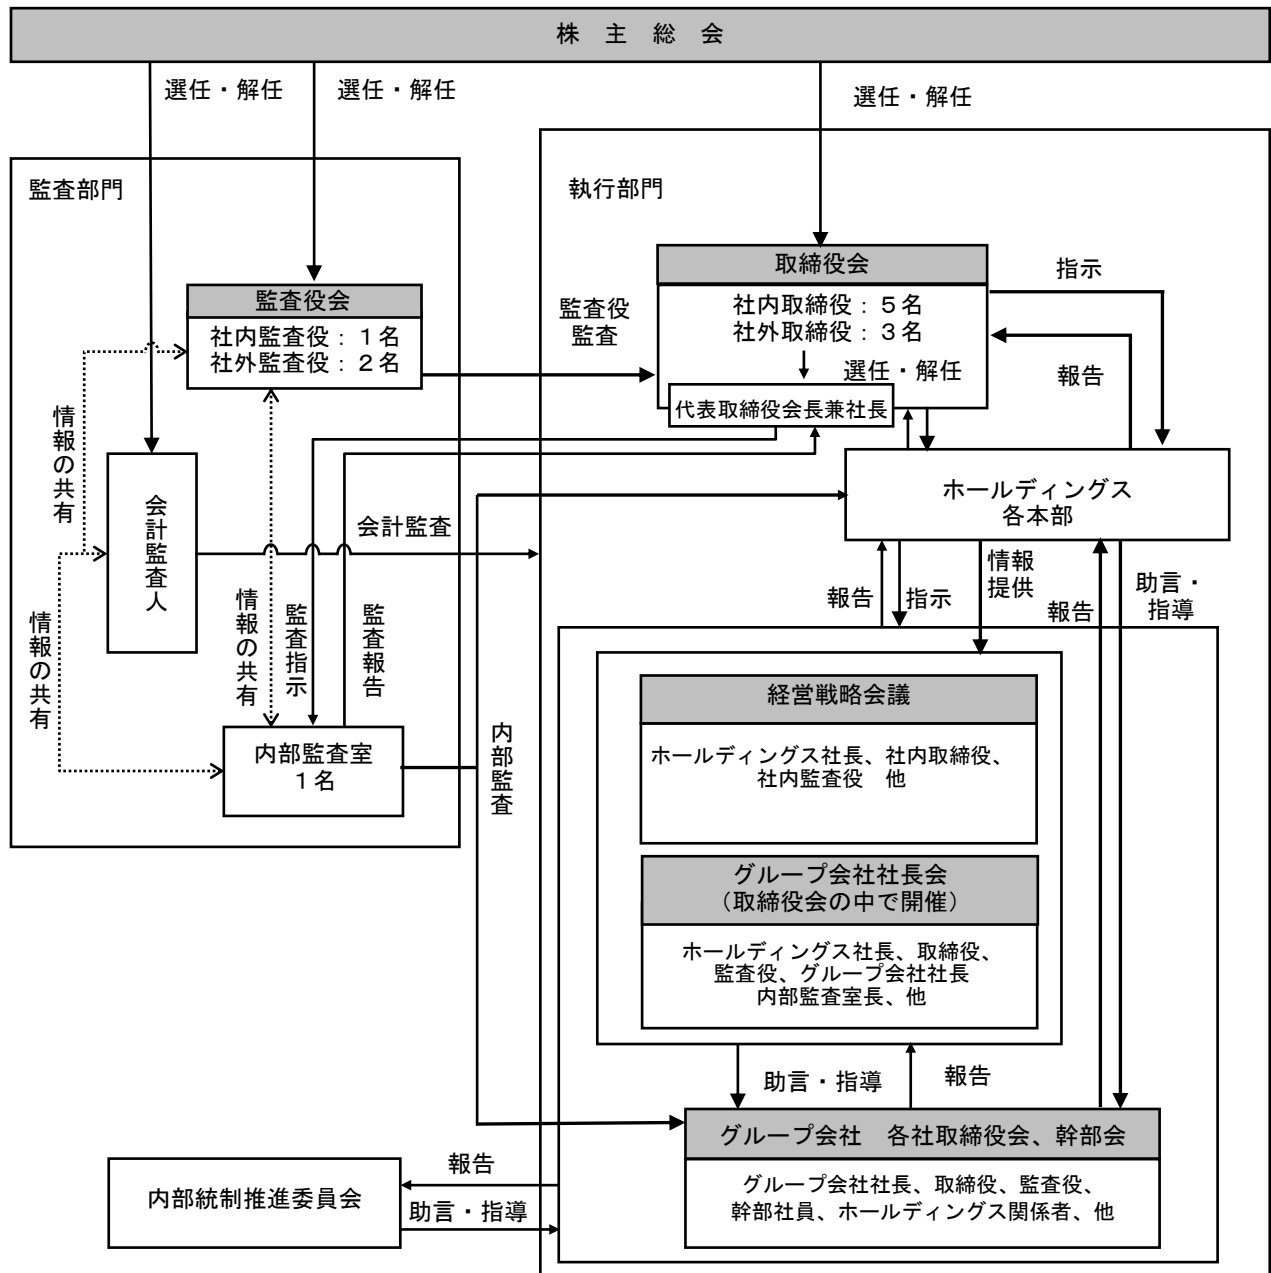 株 主 総 会
選任・解任
選任・解任
選任・解任
監査部門
執行部門
監査役会
社内監査役：１名
社外監査役：２名
監査役
監査
取締役会
社内取締役：５名
社外取締役：３名
選任・解任
代表取締役会長兼社長
指示
報告
情報の共有
会計監査人
会計監査
ホールディングス
各本部
情報の共有
情報の共有
監査指示
監査報告
報告
指示
情報
提供
報告
助言・
指導
内部監査室
１名
内部監査
経営戦略会議
ホールディングス社長、社内取締役、
社内監査役　他
グループ会社社長会
（取締役会の中で開催）
ホールディングス社長、取締役、
監査役、グループ会社社長
内部監査室長、他
助言・指導
報告
グループ会社　各社取締役会、幹部会
グループ会社社長、取締役、監査役、
幹部社員、ホールディングス関係者、他
内部統制推進委員会
報告
助言・指導